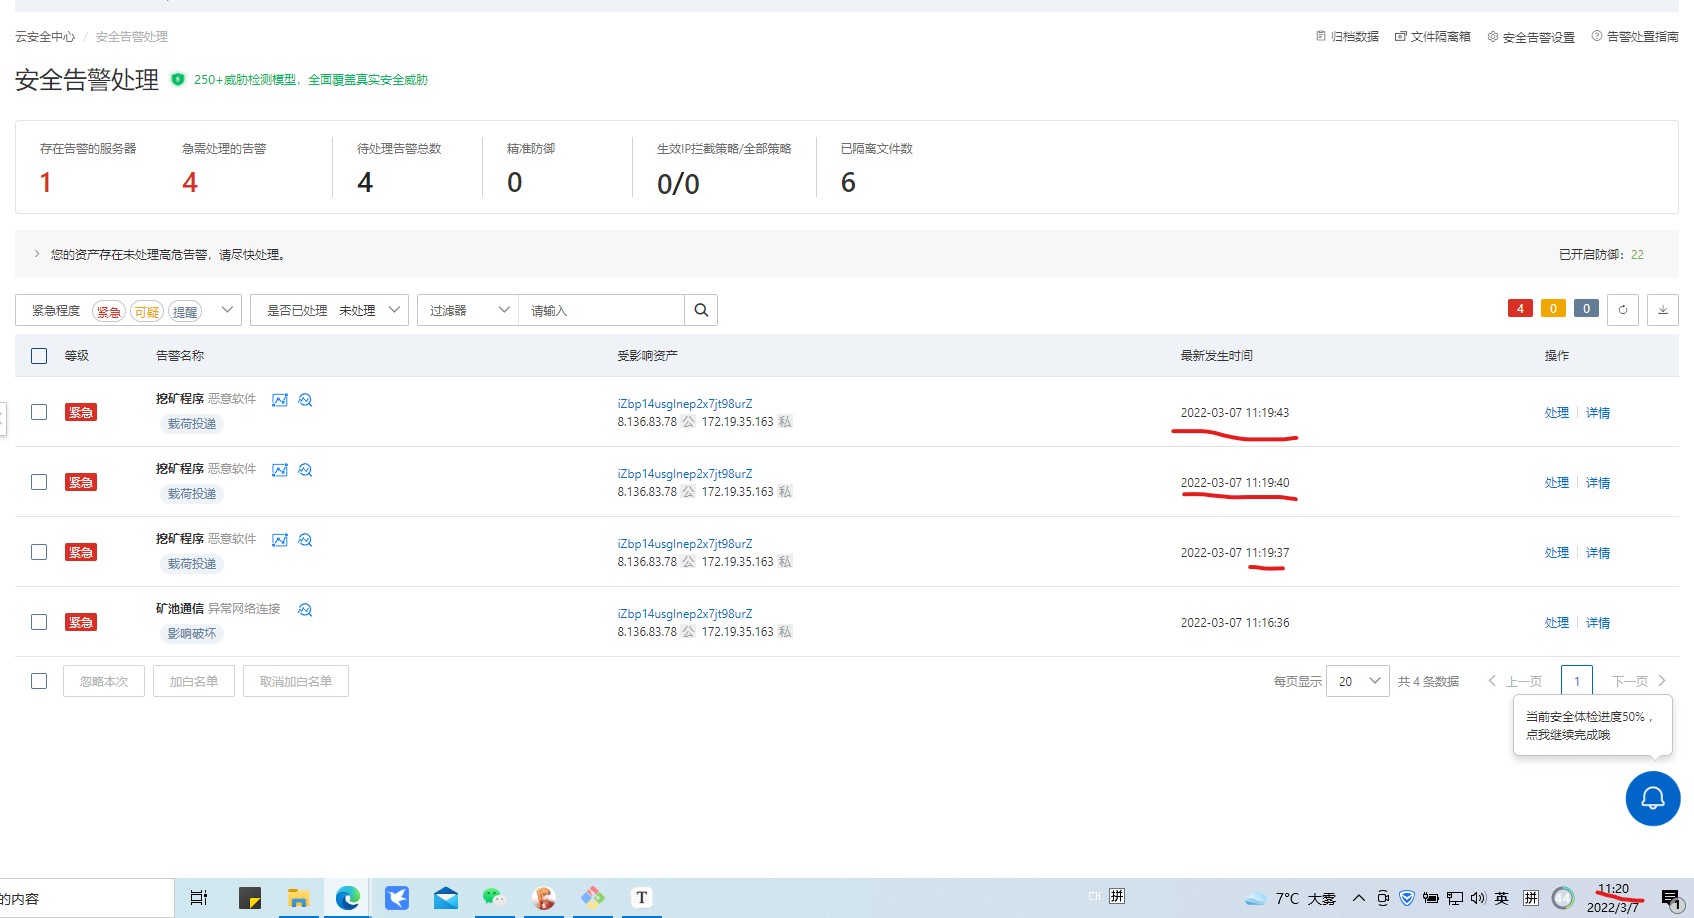 云安全中心 / 安全告警处理
归档数据 文件隔离箱 安全告警设置 告警处置指南
安全告警处理 250+威胁检测模型，全面覆盖真实安全威胁
存在告警的服务器 急需处理的告警 待处理告警总数 精准防御 生效IP拦截策略/全部策略 已隔离文件数
1 4 4 0 0/0 6
您的资产存在未处理高危告警，请尽快处理。 已开启防御：22
紧急程度 紧急 可疑 提醒 是否已处理 未处理 过滤器 请输入 4 0 0
等级 告警名称 受影响资产 最新发生时间 操作
紧急 挖矿程序 恶意软件 iZbp14usglnep2x7jt98urZ 2022-03-07 11:19:43 处理 详情
载荷投递 8.136.83.78 公 172.19.35.163 私
紧急 挖矿程序 恶意软件 iZbp14usglnep2x7jt98urZ 2022-03-07 11:19:40 处理 详情
载荷投递 8.136.83.78 公 172.19.35.163 私
紧急 挖矿程序 恶意软件 iZbp14usglnep2x7jt98urZ 2022-03-07 11:19:37 处理 详情
载荷投递 8.136.83.78 公 172.19.35.163 私
紧急 矿池通信 异常网络连接 iZbp14usglnep2x7jt98urZ 2022-03-07 11:16:36 处理 详情
影响破坏 8.136.83.78 公 172.19.35.163 私
忽略本次 加白名单 取消加白名单 每页显示 20 共 4 条数据 上一页 1 下一页
当前安全体检进度50%，
点我继续完成哦
的内容 T CH 拼 7°C 大雾 英 拼 44 11:20
2022/3/7 1